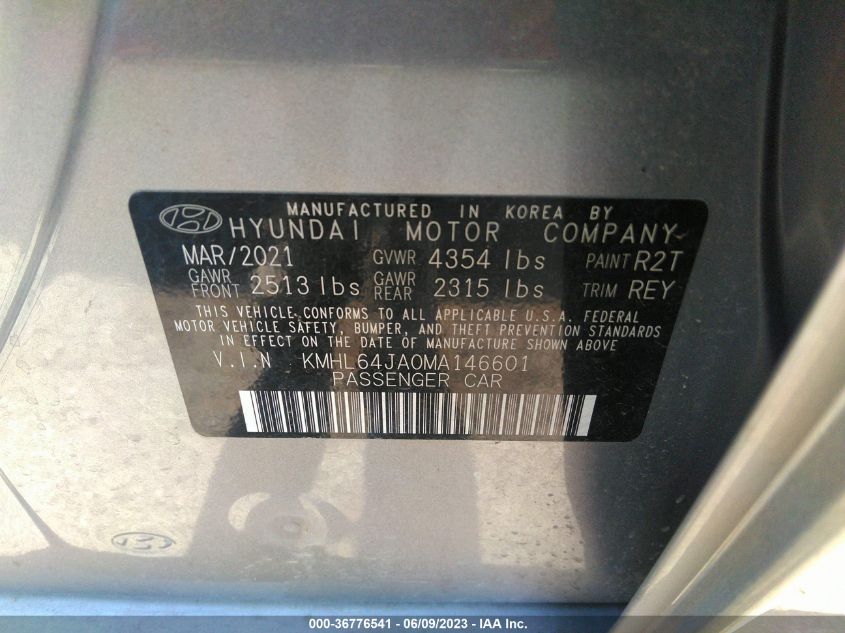 MANUFACTURED IN KOREA BY
HYUNDAI MOTOR COMPANY
MAR/2021 GVWR 4354 lbs PAINT R2T
GAWR FRONT 2513 lbs GAWR REAR 2315 lbs TRIM REY
THIS VEHICLE CONFORMS TO ALL APPLICABLE U.S.A. FEDERAL
MOTOR VEHICLE SAFETY, BUMPER, AND THEFT PREVENTION STANDARDS
IN EFFECT ON THE DATE OF MANUFACTURE SHOWN ABOVE
V.I.N KMHL64JA0MA146601
PASSENGER CAR
000-36776541 - 06/09/2023 - IAA Inc.